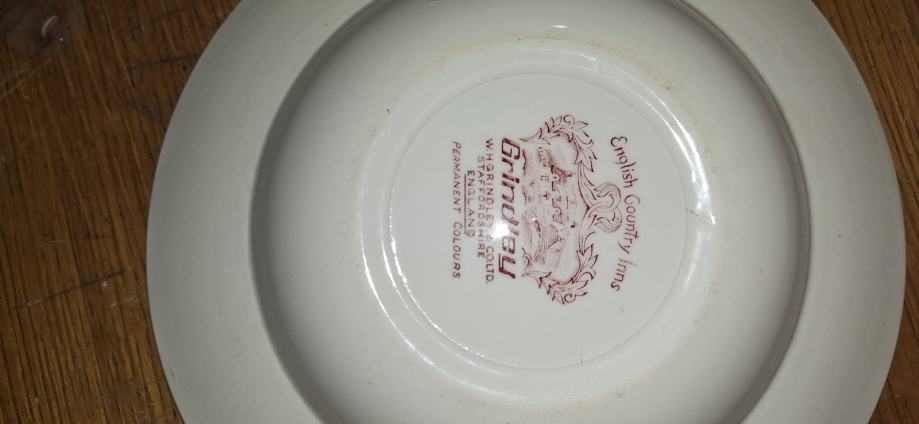 English Country Inns
Grindley
W.H.GRINDLEY & CO.LTD.
STAFFORDSHIRE
ENGLAND
PERMANENT COLOURS